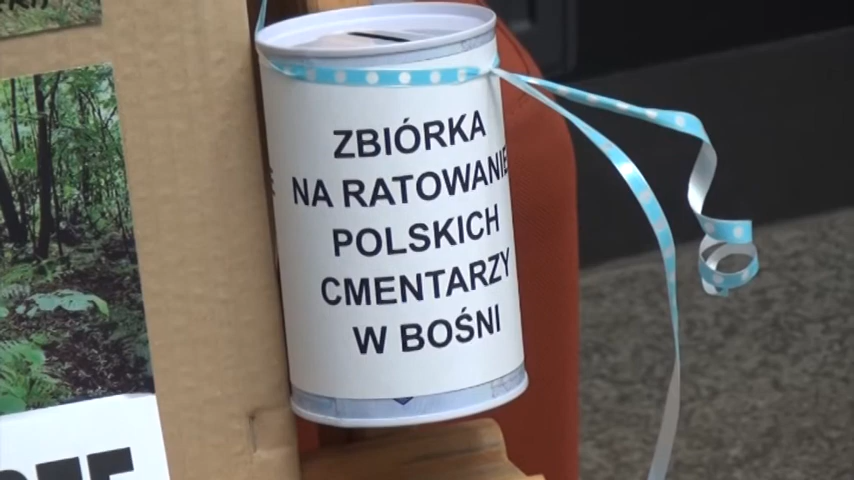 ZBIÓRKA
NA RATOWANIE
POLSKICH
CMENTARZY
W BOŚNI